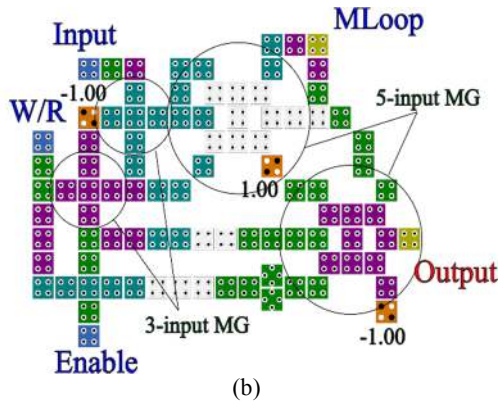 Input
MLoop
-1.00
W/R
5-input MG
1.00
Output
3-input MG
-1.00
Enable
(b)